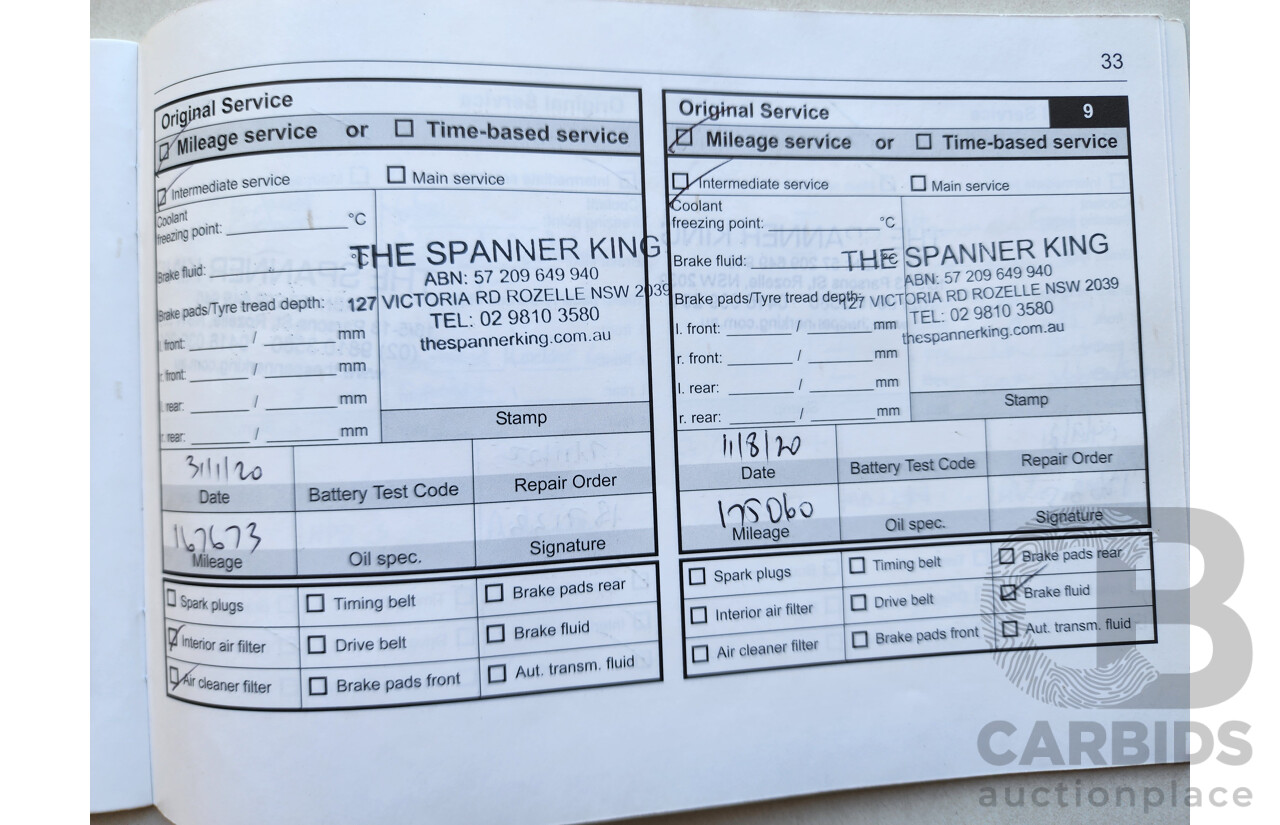 33
Original Service
Mileage service or Time-based service
Intermediate service Main service
Coolant
freezing point: °C
Brake fluid: °C
Brake pads/Tyre tread depth:
l. front: / mm
r. front: / mm
l. rear: / mm
r. rear: / mm
THE SPANNER KING
ABN: 57 209 649 940
127 VICTORIA RD ROZELLE NSW 2039
TEL: 02 9810 3580
thespannerking.com.au
Stamp
31/1/20
Date Battery Test Code Repair Order
167673
Mileage Oil spec. Signature
Spark plugs Timing belt Brake pads rear
Interior air filter Drive belt Brake fluid
Air cleaner filter Brake pads front Aut. transm. fluid
Original Service 9
Mileage service or Time-based service
Intermediate service Main service
Coolant
freezing point: °C
Brake fluid: °C
Brake pads/Tyre tread depth:
l. front: / mm
r. front: / mm
l. rear: / mm
r. rear: / mm
THE SPANNER KING
ABN: 57 209 649 940
127 VICTORIA RD ROZELLE NSW 2039
TEL: 02 9810 3580
thespannerking.com.au
Stamp
11/8/20
Date Battery Test Code Repair Order
175060
Mileage Oil spec. Signature
Spark plugs Timing belt Brake pads rear
Interior air filter Drive belt Brake fluid
Air cleaner filter Brake pads front Aut. transm. fluid
CB
CARBIDS
auctionplace